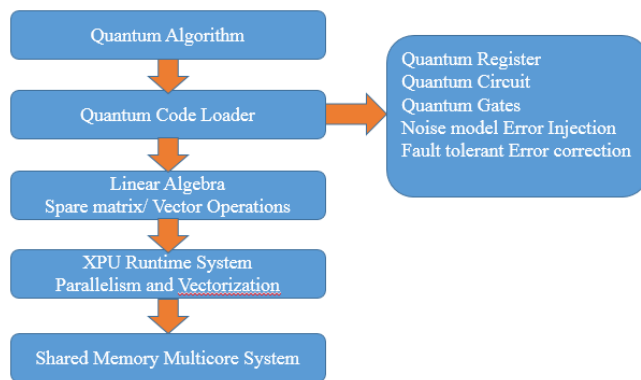 Quantum Algorithm
Quantum Code Loader
Quantum Register
Quantum Circuit
Quantum Gates
Noise model Error Injection
Fault tolerant Error correction
Linear Algebra
Spare matrix/ Vector Operations
XPU Runtime System
Parallelism and Vectorization
Shared Memory Multicore System